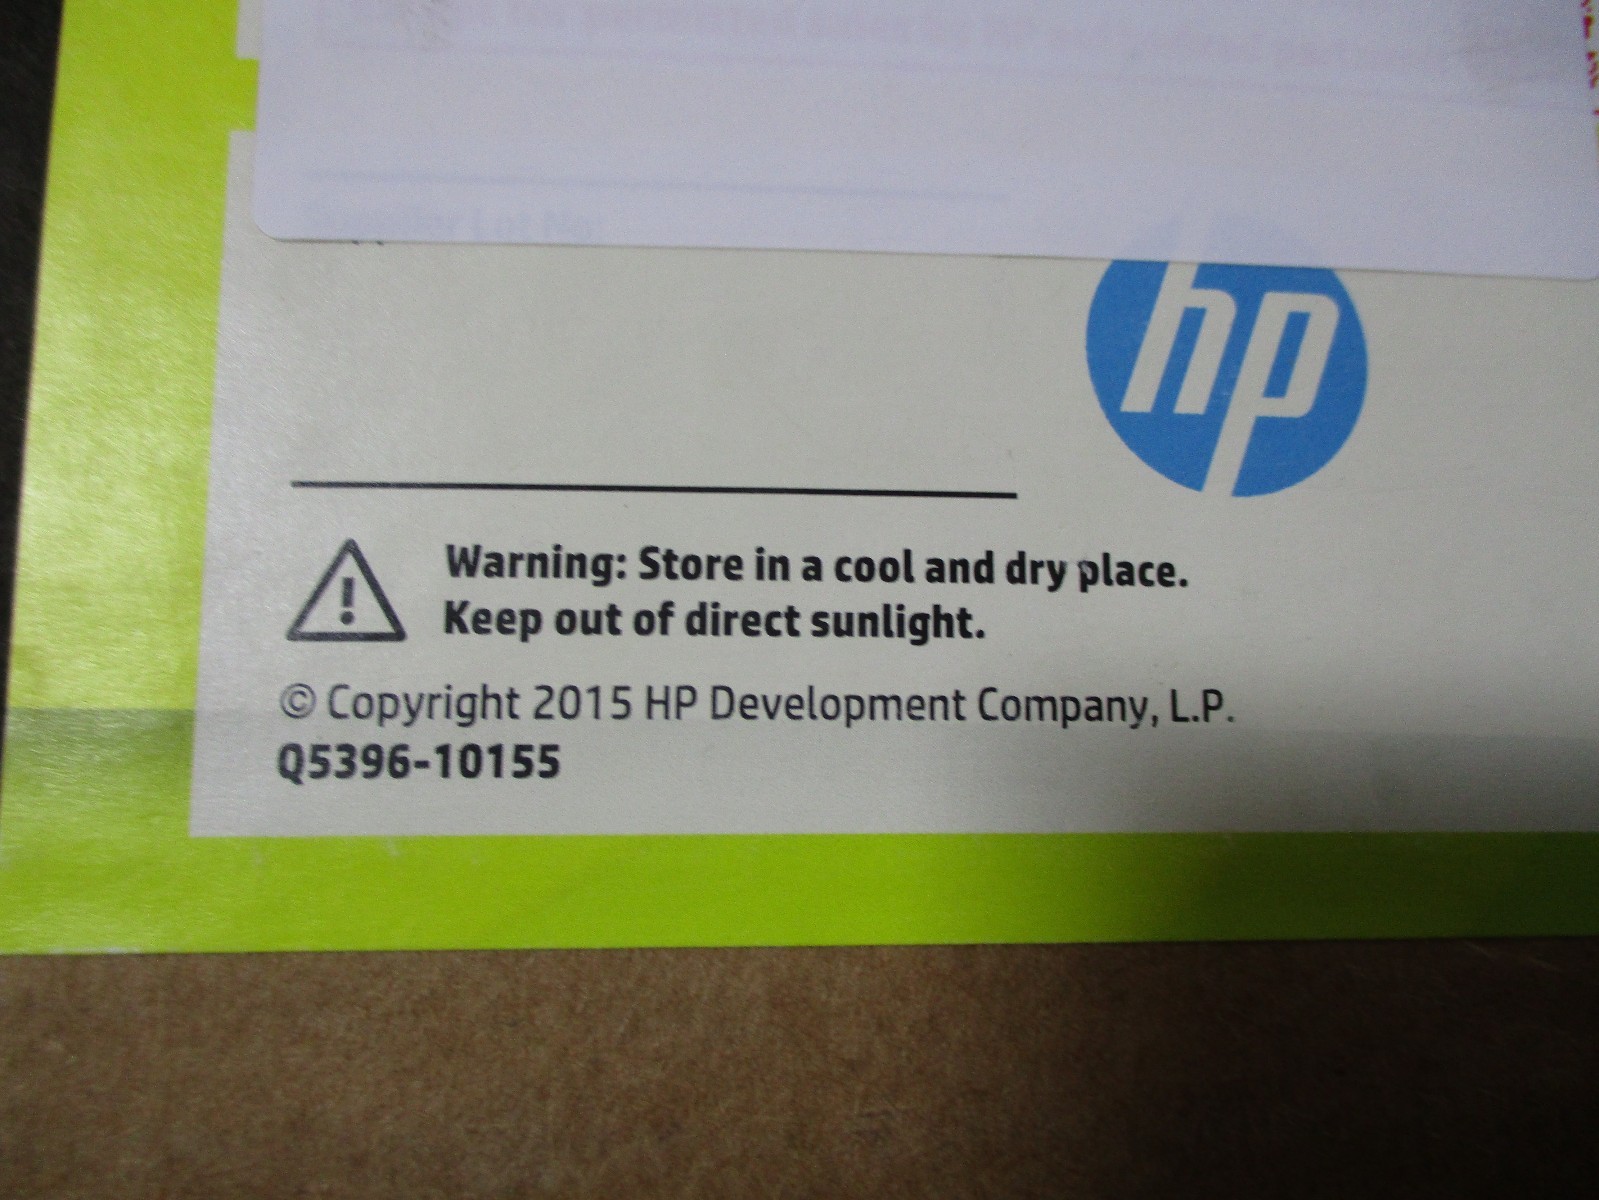 hp
Warning: Store in a cool and dry place.
Keep out of direct sunlight.
© Copyright 2015 HP Development Company, L.P.
Q5396-10155